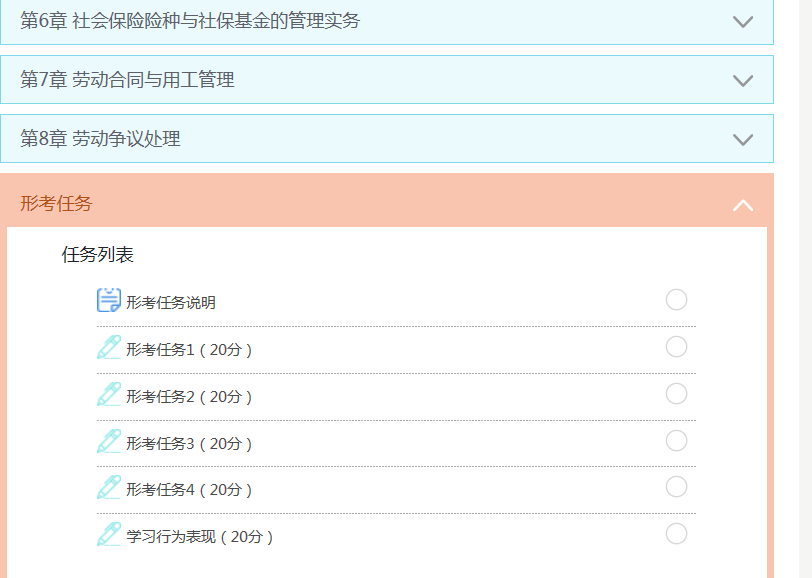 第6章 社会保险险种与社保基金的管理实务
第7章 劳动合同与用工管理
第8章 劳动争议处理
形考任务
任务列表
形考任务说明
形考任务1（20分）
形考任务2（20分）
形考任务3（20分）
形考任务4（20分）
学习行为表现（20分）